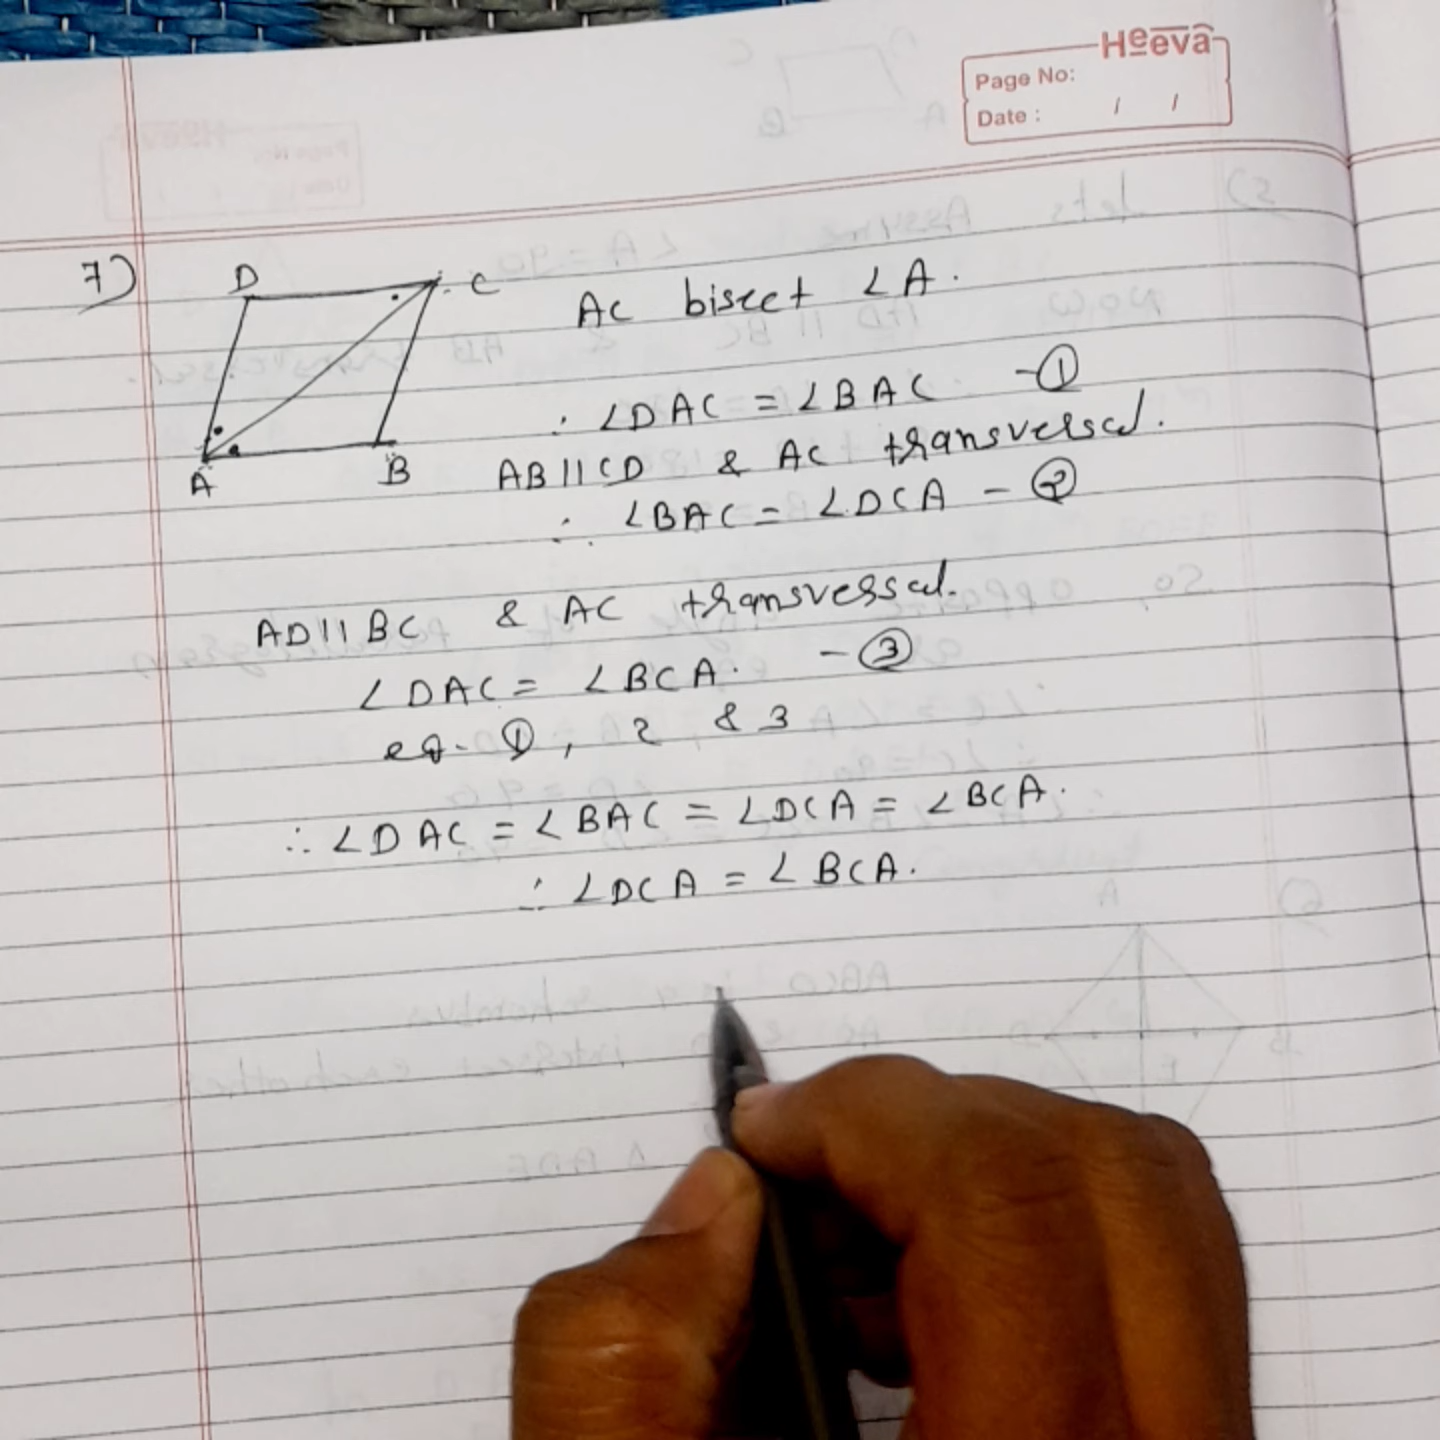 Heeva
Page No:
Date : / /
7)
D C
A B
AC bisect ∠A.
∴ ∠DAC = ∠BAC -①
AB||CD & AC transversal.
∴ ∠BAC = ∠DCA - ②
AD||BC & AC transversal.
∠DAC = ∠BCA. - ③
eq. ①, 2 & 3
∴ ∠DAC = ∠BAC = ∠DCA = ∠BCA.
∴ ∠DCA = ∠BCA.